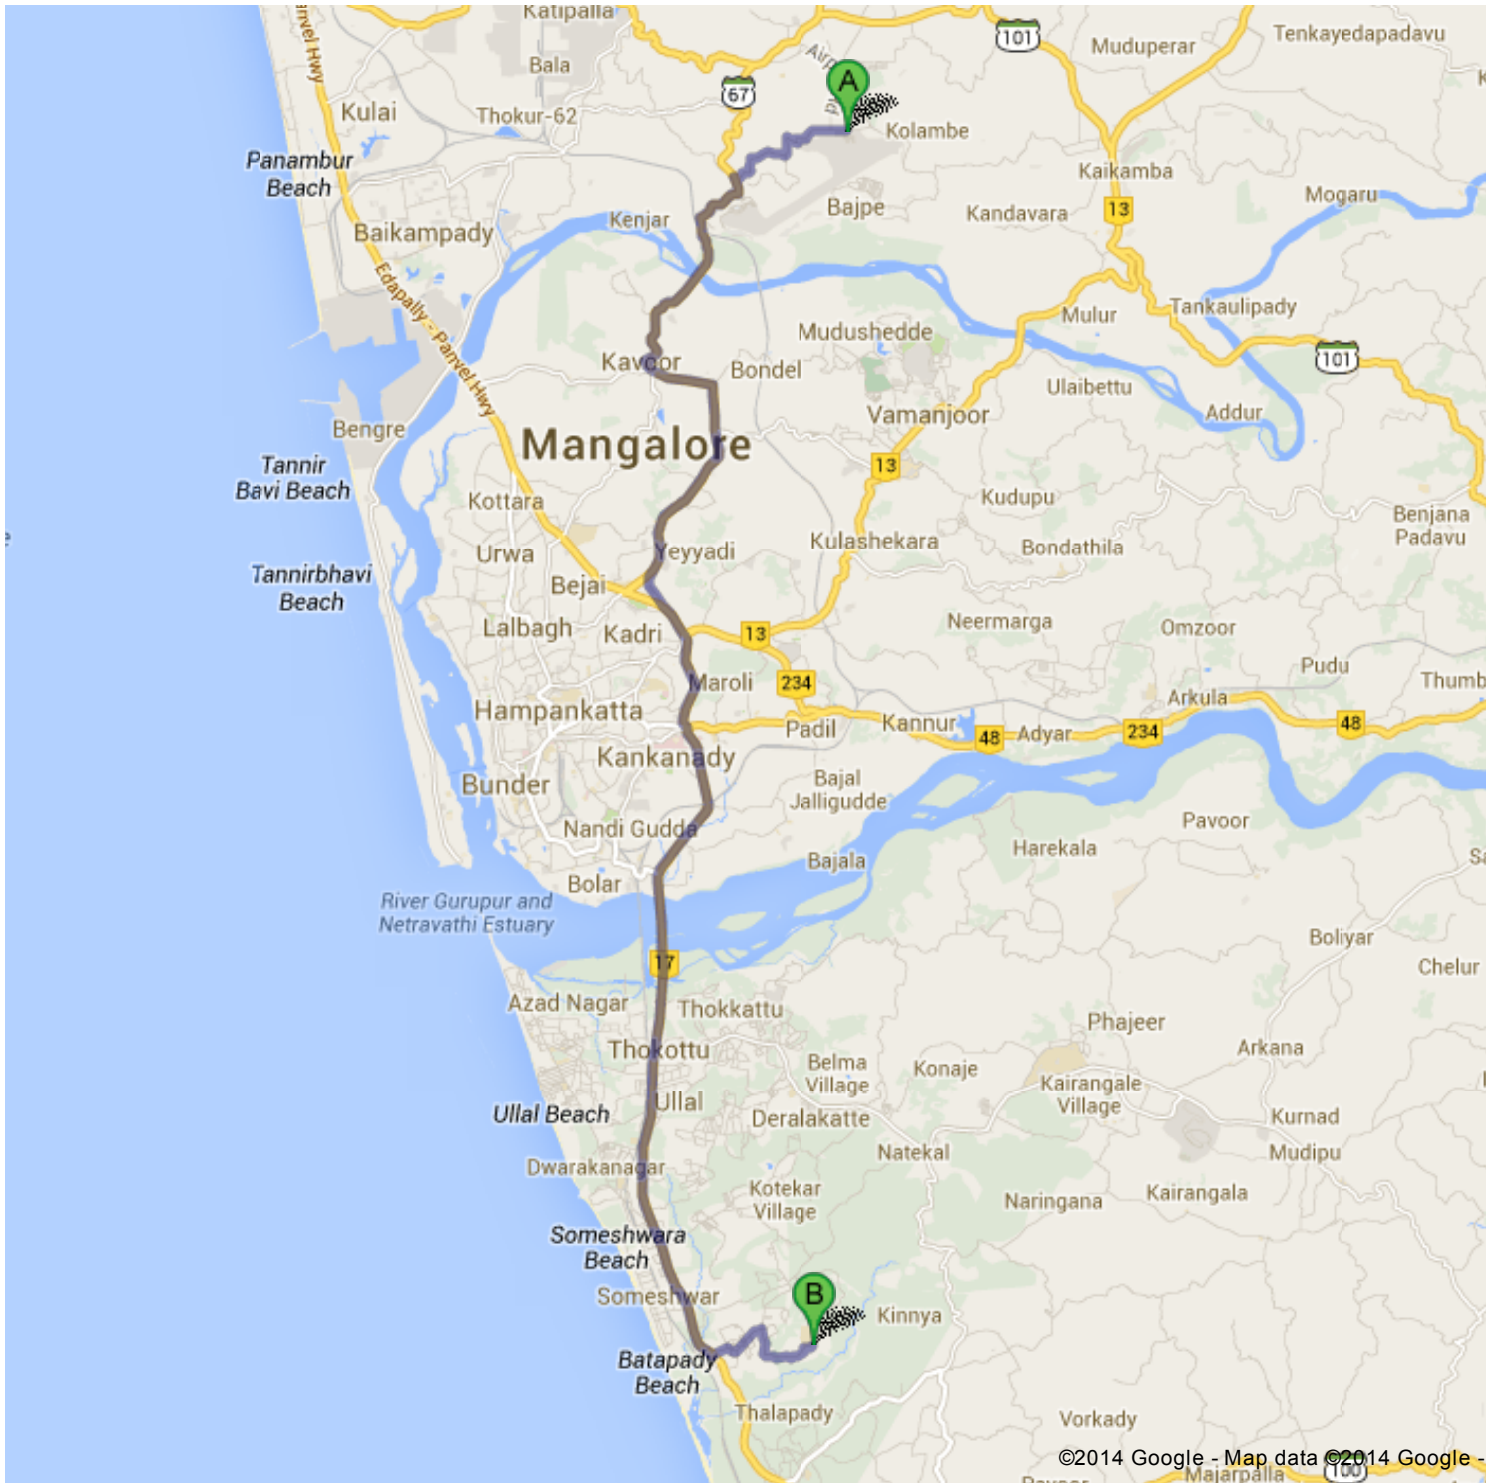 Katipalla
anvel Hwy
101
Tenkayedapadavu
Muduperar
Bala
67
A
Kulai
Thokur-62
Kolambe
Panambur
Beach
Kaikamba
Mogaru
Kenjar
Bajpe
Kandavara
13
Baikampady
Edapally - Panvel Hwy
Tankaulipady
Mulur
Mudushedde
101
Kavoor
Bondel
Ulaibettu
Addur
Vamanjoor
Bengre
Mangalore
Tannir
Bavi Beach
13
Kottara
Kudupu
Benjana
Padavu
Kulashekara
Bondathila
Urwa
Yeyyadi
Tannirbhavi
Beach
Bejai
Lalbagh
Kadri
13
Neermarga
Omzoor
Pudu
Maroli
234
Thumb
Arkula
Hampankatta
Padil
Kannur
48
Adyar
234
48
Kankanady
Bunder
Bajal
Jalligudde
Nandi Gudda
Pavoor
Harekala
Bajala
Bolar
River Gurupur and
Netravathi Estuary
Boliyar
17
Chelur
Azad Nagar
Thokkattu
Phajeer
Thokottu
Arkana
Belma
Village
Konaje
Kairangale
Village
Ullal Beach
Ullal
Deralakatte
Kurnad
Natekal
Mudipu
Dwarakanagar
Kotekar
Village
Naringana
Kairangala
Someshwara
Beach
Someshwar
B
Kinnya
Batapady
Beach
Thalapady
Vorkady
©2014 Google - Map data ©2014 Google -
100
Majarpalla